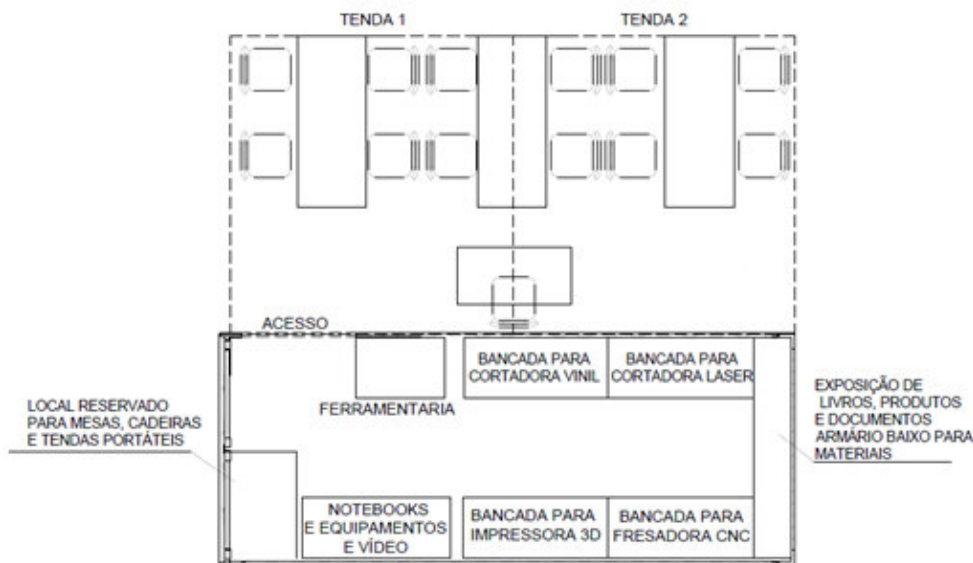 TENDA 1
TENDA 2
ACESSO
BANCADA PARA
CORTADORA VINIL
BANCADA PARA
CORTADORA LASER
FERRAMENTARIA
LOCAL RESERVADO
PARA MESAS, CADEIRAS
E TENDAS PORTÁTEIS
EXPOSIÇÃO DE
LIVROS, PRODUTOS
E DOCUMENTOS
ARMÁRIO BAIXO PARA
MATERIAIS
NOTEBOOKS
E EQUIPAMENTOS
E VÍDEO
BANCADA PARA
IMPRESSORA 3D
BANCADA PARA
FRESADORA CNC